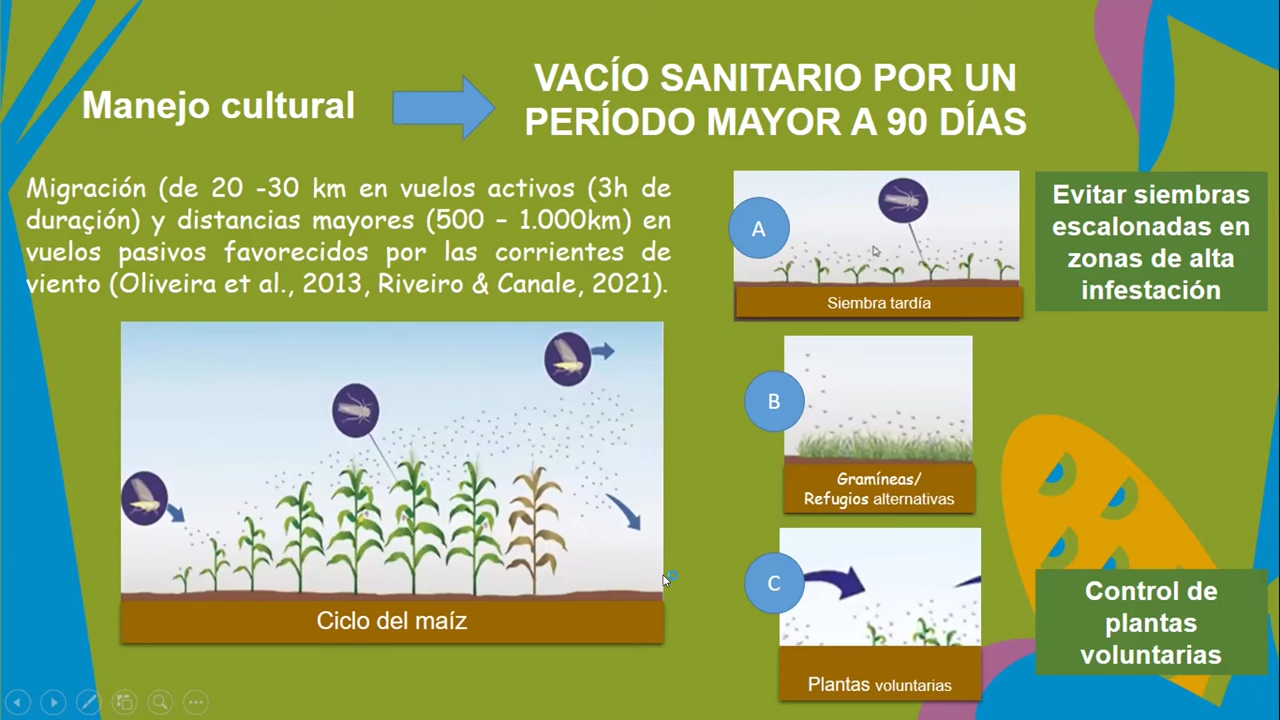 Manejo cultural
VACÍO SANITARIO POR UN
PERÍODO MAYOR A 90 DÍAS
Migración (de 20 -30 km en vuelos activos (3h de
duraçión) y distancias mayores (500 – 1.000km) en
vuelos pasivos favorecidos por las corrientes de
viento (Oliveira et al., 2013, Riveiro & Canale, 2021).
Ciclo del maíz
A
Siembra tardía
Evitar siembras
escalonadas en
zonas de alta
infestación
B
Gramíneas/
Refugios alternativas
C
Plantas voluntarias
Control de
plantas
voluntarias